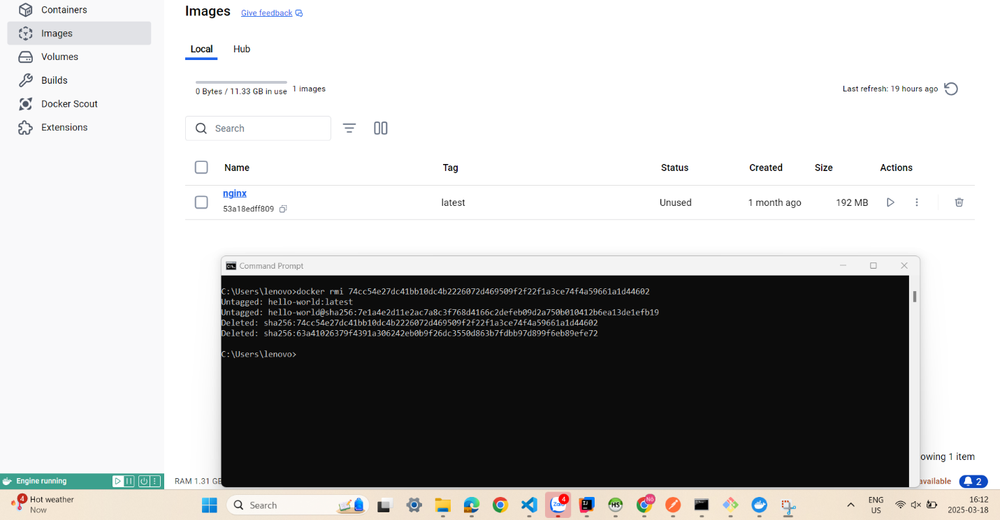 Containers
Images
Volumes
Builds
Docker Scout
Extensions
Images Give feedback
Local Hub
0 Bytes / 11.33 GB in use 1 images
Last refresh: 19 hours ago
Search
Name Tag Status Created Size Actions
nginx
53a18edff809
latest Unused 1 month ago 192 MB
Command Prompt
C:\Users\lenovo>docker rmi 74cc54e27dc41bb10dc4b2226072d469509f2f22f1a3ce74f4a59661a1d44602
Untagged: hello-world:latest
Untagged: hello-world@sha256:7e1a4e2d11e2ac7a8c3f768d4166c2defeb09d2a750b010412b6ea13de1efb19
Deleted: sha256:74cc54e27dc41bb10dc4b2226072d469509f2f22f1a3ce74f4a59661a1d44602
Deleted: sha256:63a41026379f4391a306242eb0b9f26dc3550d863b7fdbb97d899f6eb89efe72
C:\Users\lenovo>
owing 1 item
Engine running
RAM 1.31 GE
available 2
4
Hot weather
Now
Search
Zalo 4
IJ
HS
Nó
ENG
US
16:12
2025-03-18